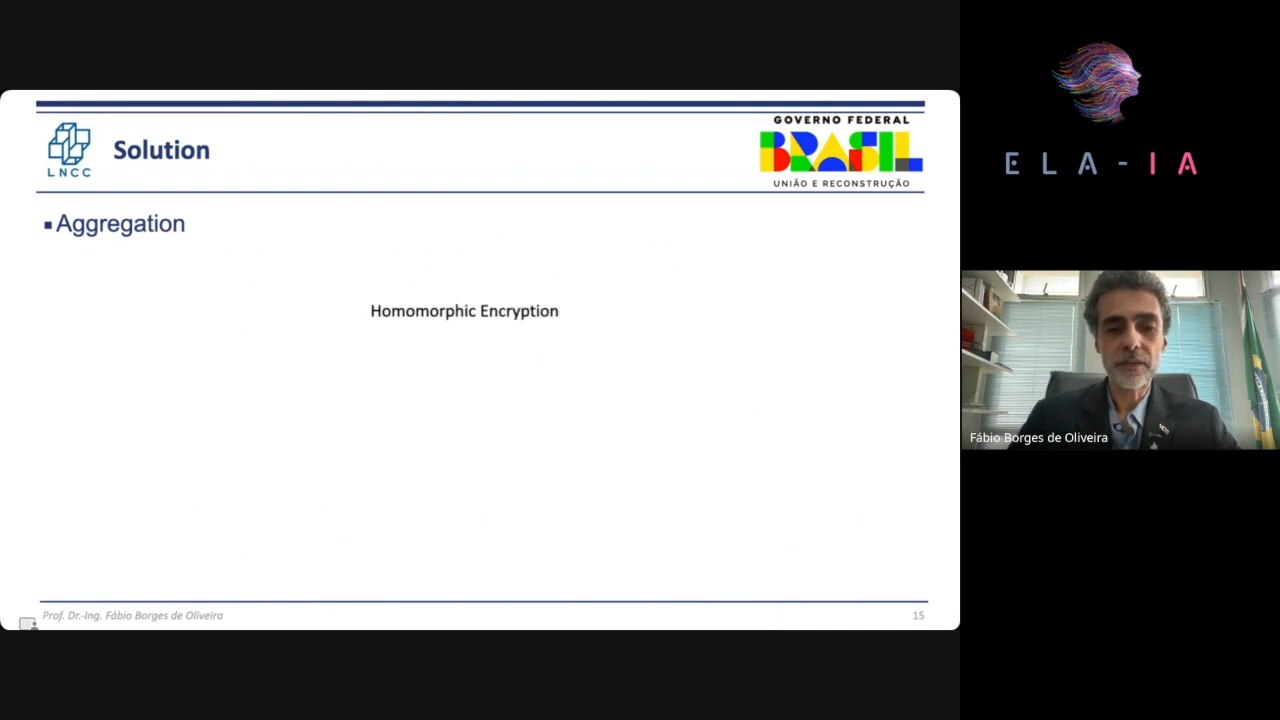 LNCC
Solution
GOVERNO FEDERAL
BRASIL
UNIÃO E RECONSTRUÇÃO
▪ Aggregation
Homomorphic Encryption
Prof. Dr.-Ing. Fábio Borges de Oliveira
15
ELA-IA
Fábio Borges de Oliveira